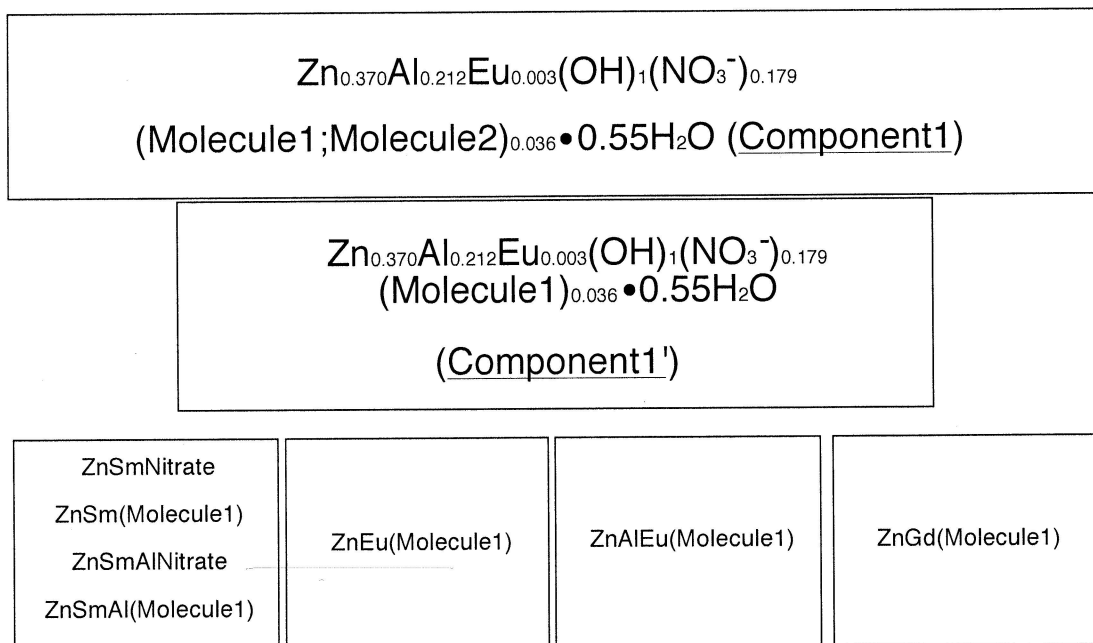 Zn0.370Al0.212Eu0.003(OH)1(NO3-)0.179
(Molecule1;Molecule2)0.036•0.55H2O (Component1)
Zn0.370Al0.212Eu0.003(OH)1(NO3-)0.179
(Molecule1)0.036•0.55H2O
(Component1')
ZnSmNitrate
ZnSm(Molecule1)
ZnSmAlNitrate
ZnSmAl(Molecule1)
ZnEu(Molecule1)
ZnAlEu(Molecule1)
ZnGd(Molecule1)